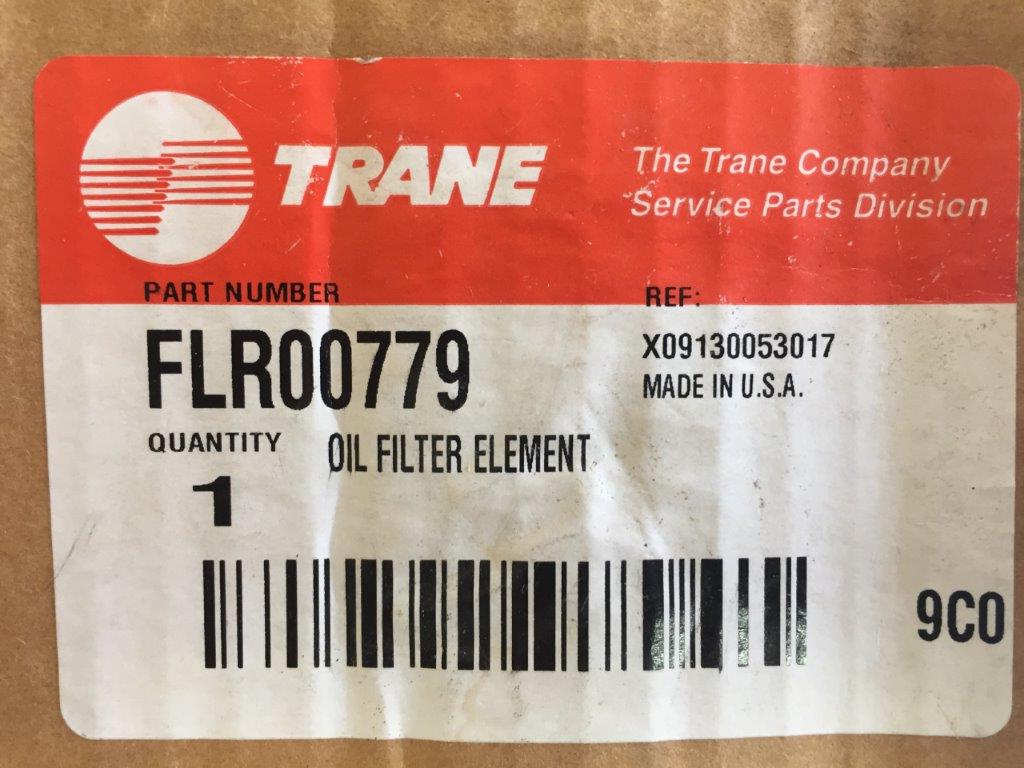 TRANE
The Trane Company
Service Parts Division
PART NUMBER
REF:
FLR00779
X09130053017
MADE IN U.S.A.
QUANTITY
OIL FILTER ELEMENT
1
9C0